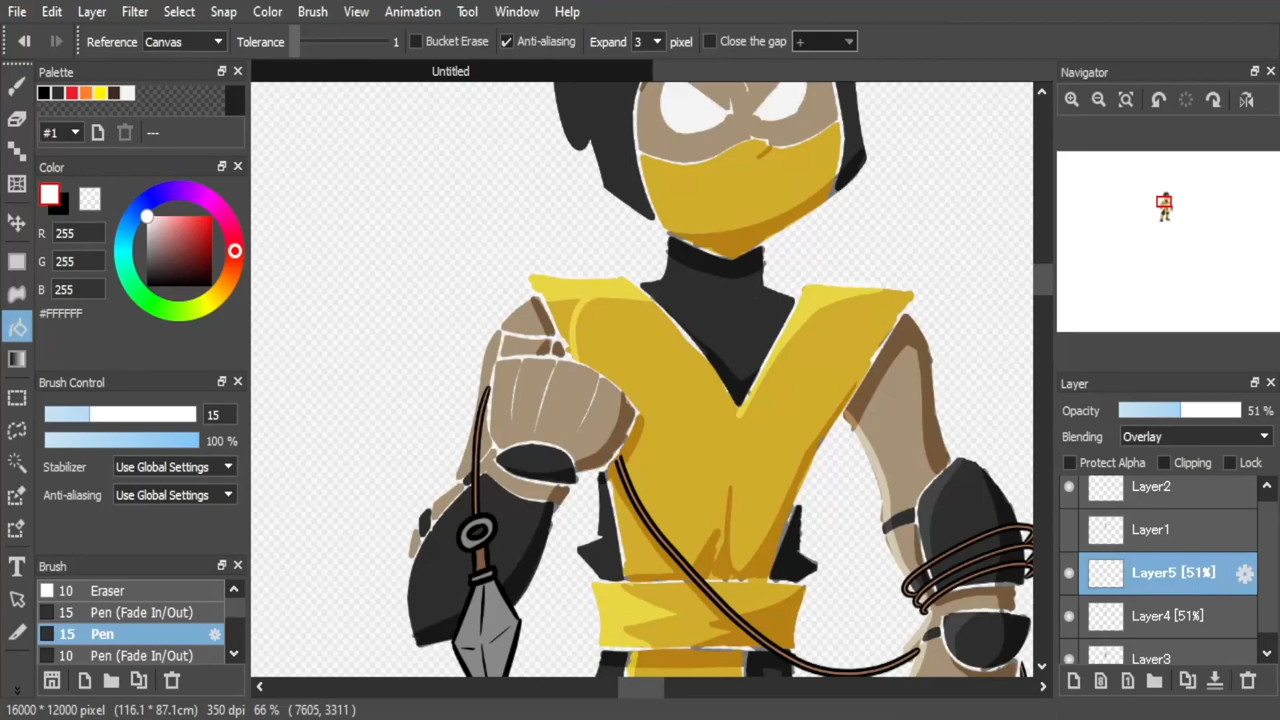 File Edit Layer Filter Select Snap Color Brush View Animation Tool Window Help
Reference Canvas Tolerance 1 Bucket Erase Anti-aliasing Expand 3 pixel Close the gap +
Palette
Untitled
Navigator
#1 ---
Color
R 255
G 255
B 255
#FFFFFF
Brush Control
15
100 %
Stabilizer Use Global Settings
Anti-aliasing Use Global Settings
Brush
10 Eraser
15 Pen (Fade In/Out)
15 Pen
10 Pen (Fade In/Out)
Layer
Opacity 51 %
Blending Overlay
Protect Alpha Clipping Lock
Layer2
Layer1
Layer5 [51%]
Layer4 [51%]
Layer3
16000 * 12000 pixel (116.1 * 87.1cm) 350 dpi 66 % ( 7605, 3311 )